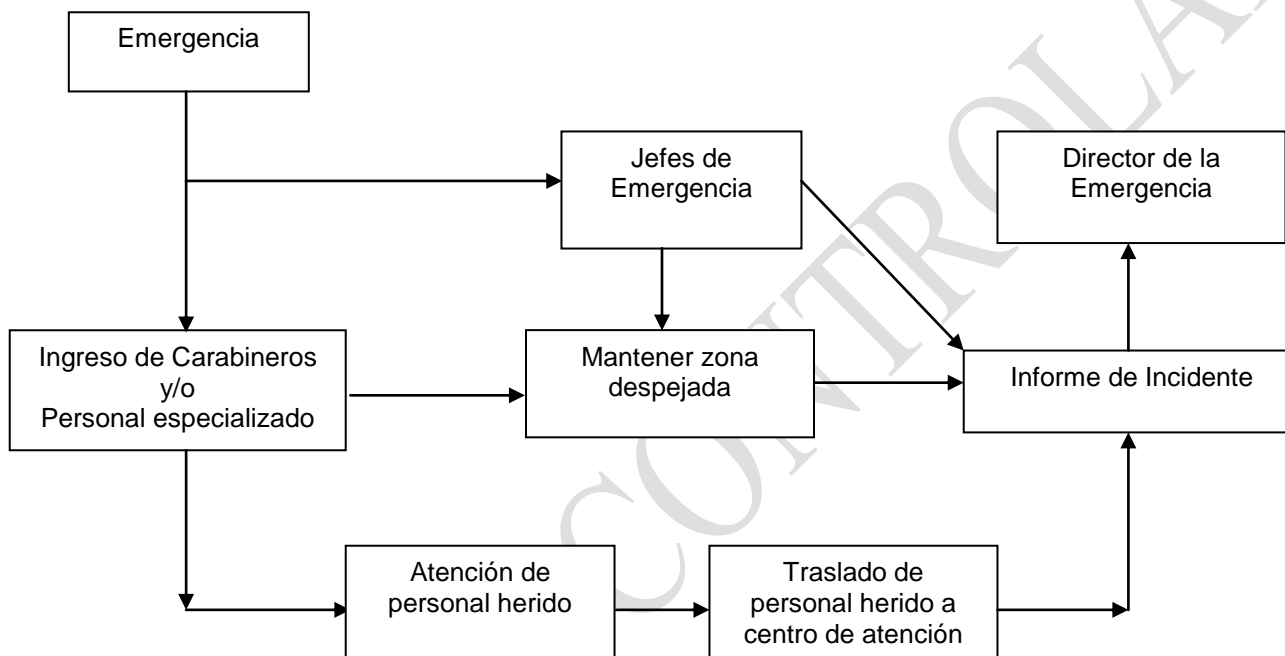 Emergencia
Jefes de
Emergencia
Director de la
Emergencia
Ingreso de Carabineros
y/o
Personal especializado
Mantener zona
despejada
Informe de Incidente
Atención de
personal herido
Traslado de
personal herido a
centro de atención
CONTROLA